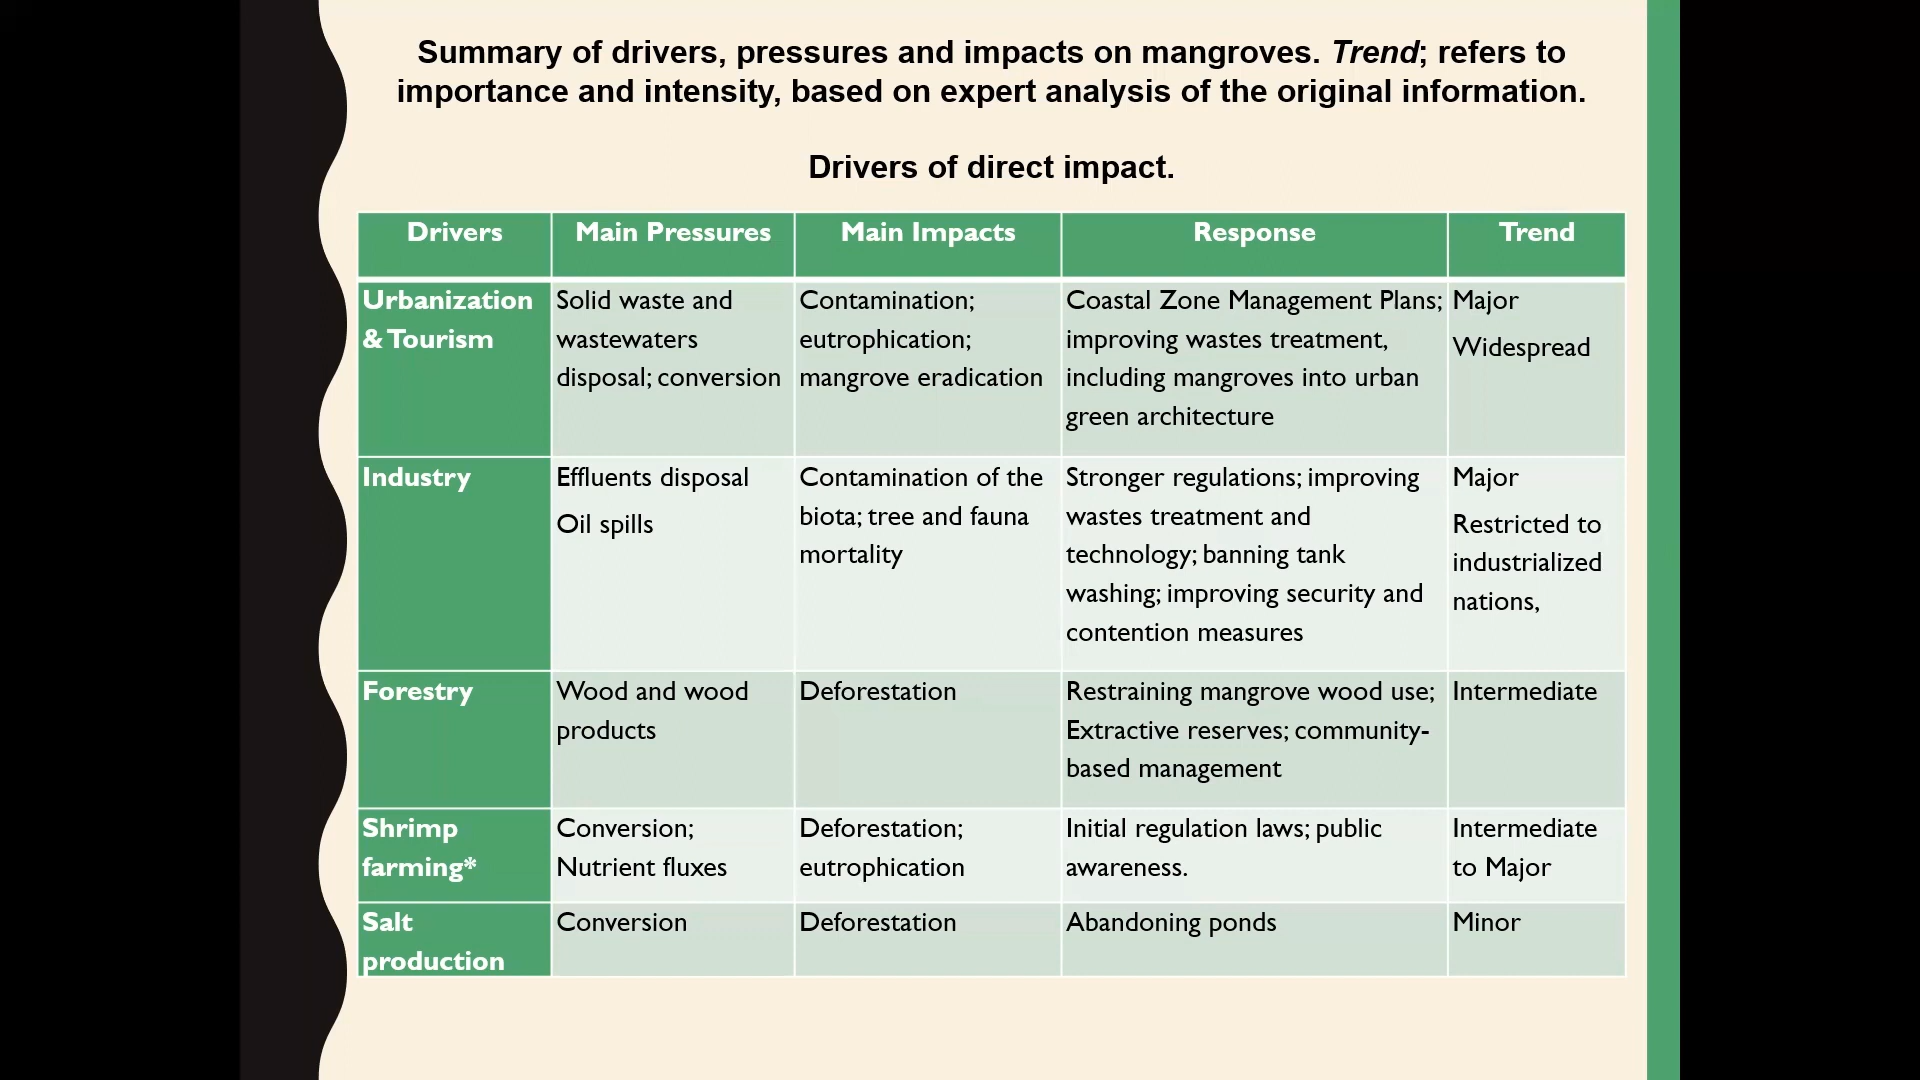 Summary of drivers, pressures and impacts on mangroves. Trend; refers to
importance and intensity, based on expert analysis of the original information.
Drivers of direct impact.
Drivers
Main Pressures
Main Impacts
Response
Trend
Urbanization
& Tourism
Solid waste and
wastewaters
disposal; conversion
Contamination;
eutrophication;
mangrove eradication
Coastal Zone Management Plans;
improving wastes treatment,
including mangroves into urban
green architecture
Major
Widespread
Industry
Effluents disposal
Oil spills
Contamination of the
biota; tree and fauna
mortality
Stronger regulations; improving
wastes treatment and
technology; banning tank
washing; improving security and
contention measures
Major
Restricted to
industrialized
nations,
Forestry
Wood and wood
products
Deforestation
Restraining mangrove wood use;
Extractive reserves; community-
based management
Intermediate
Shrimp
farming*
Conversion;
Nutrient fluxes
Deforestation;
eutrophication
Initial regulation laws; public
awareness.
Intermediate
to Major
Salt
production
Conversion
Deforestation
Abandoning ponds
Minor